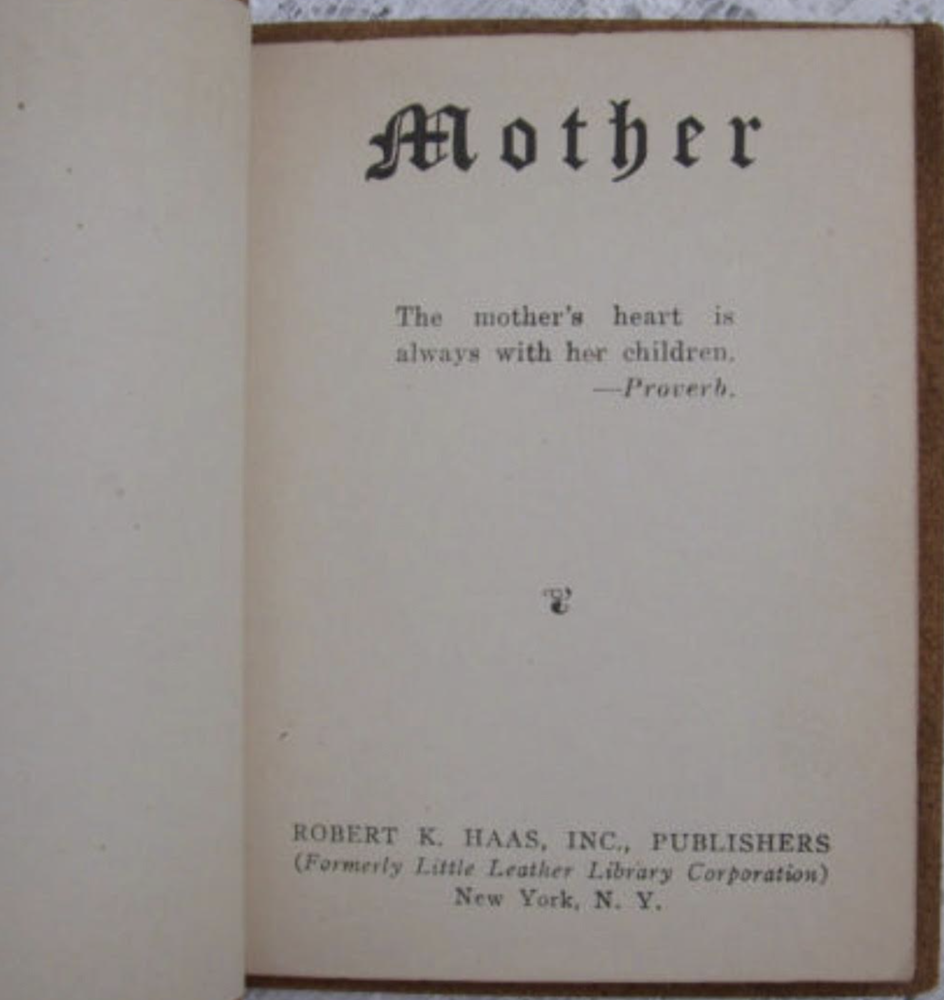 Mother
The mother's heart is
always with her children.
—Proverb.
ROBERT K. HAAS, INC., PUBLISHERS
(Formerly Little Leather Library Corporation)
New York, N. Y.